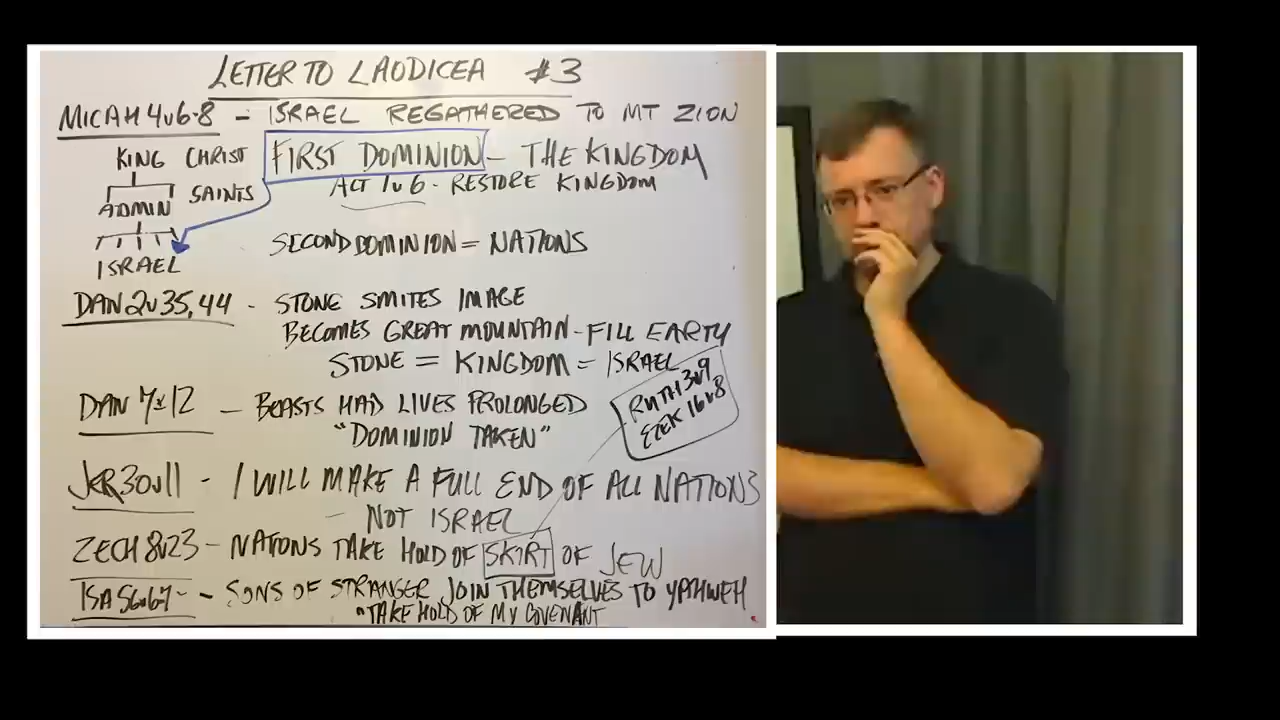 LETTER TO LAODICEA #3
MICAH 4v6-8 - ISRAEL REGATHERED TO MT ZION
KING CHRIST
FIRST DOMINION - THE KINGDOM
ADMIN SAINTS
ACT 1v6 - RESTORE KINGDOM
ISRAEL
SECOND DOMINION = NATIONS
DAN 2v35,44 - STONE SMITES IMAGE
BECOMES GREAT MOUNTAIN - FILL EARTH
STONE = KINGDOM = ISRAEL
RUTH 3v9
EZEK 16v8
DAN 7v12 - BEASTS HAD LIVES PROLONGED
"DOMINION TAKEN"
JER 30v11 - I WILL MAKE A FULL END OF ALL NATIONS
- NOT ISRAEL
ZECH 8v23 - NATIONS TAKE HOLD OF SKIRT OF JEW
ISA 56v6-7 - SONS OF STRANGER JOIN THEMSELVES TO YAHWEH
"TAKE HOLD OF MY COVENANT